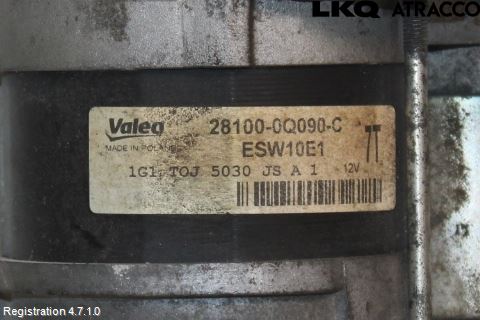 LKQ ATRACCO
Valeo 28100-0Q090-C
MADE IN POLAND ESW10E1
1G1 TOJ 5030 JS A 1 12V
Registration 4.7.1.0